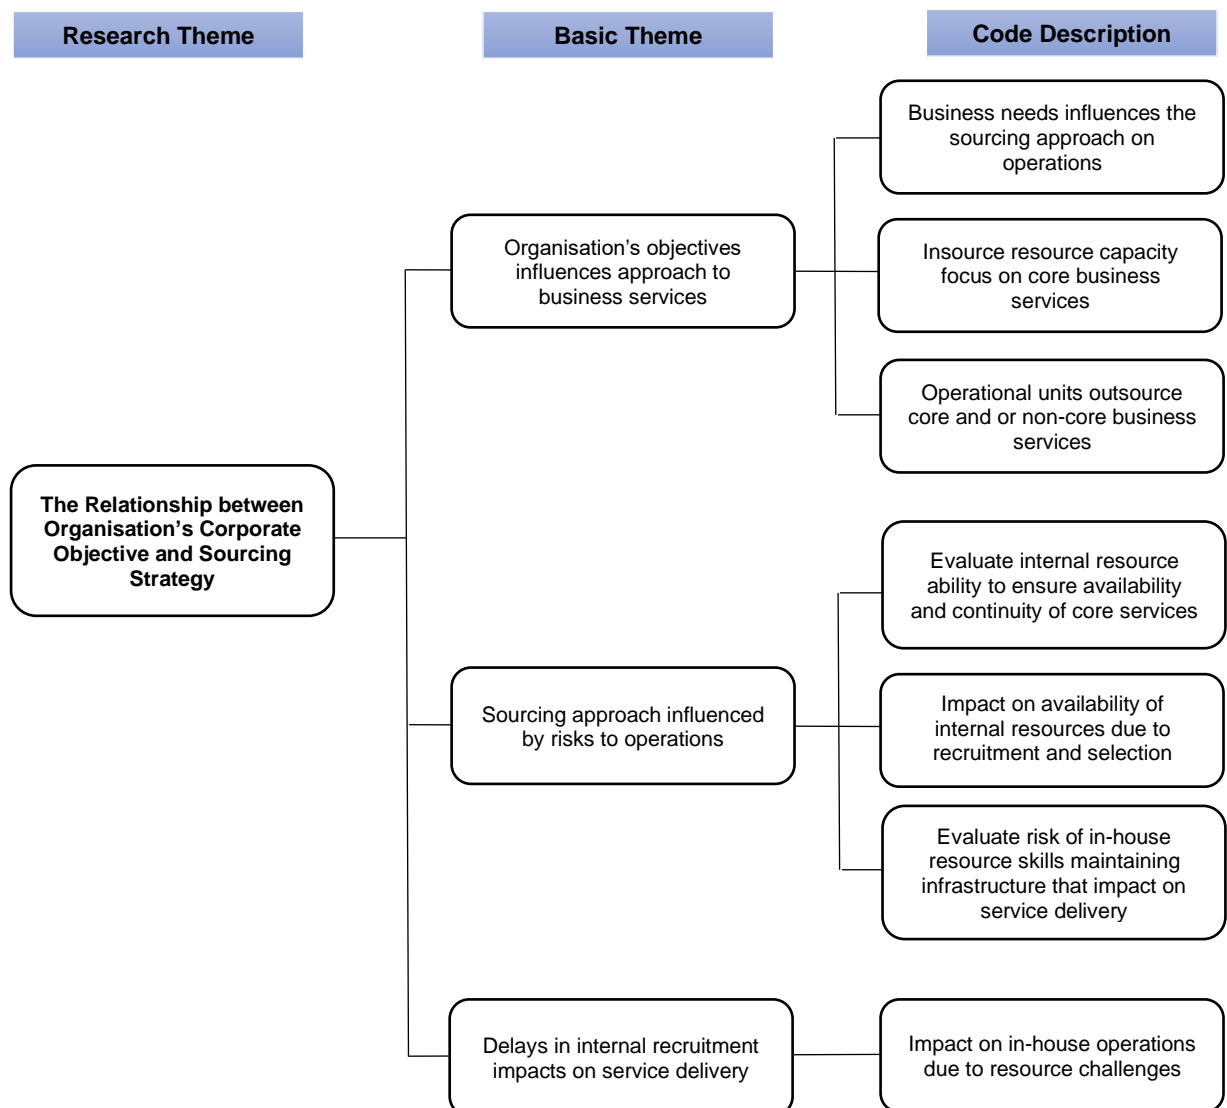 Research Theme
Basic Theme
Code Description
Business needs influences the
sourcing approach on
operations
Organisation’s objectives
influences approach to
business services
Insource resource capacity
focus on core business
services
Operational units outsource
core and or non-core business
services
The Relationship between
Organisation’s Corporate
Objective and Sourcing
Strategy
Evaluate internal resource
ability to ensure availability
and continuity of core services
Sourcing approach influenced
by risks to operations
Impact on availability of
internal resources due to
recruitment and selection
Evaluate risk of in-house
resource skills maintaining
infrastructure that impact on
service delivery
Delays in internal recruitment
impacts on service delivery
Impact on in-house operations
due to resource challenges